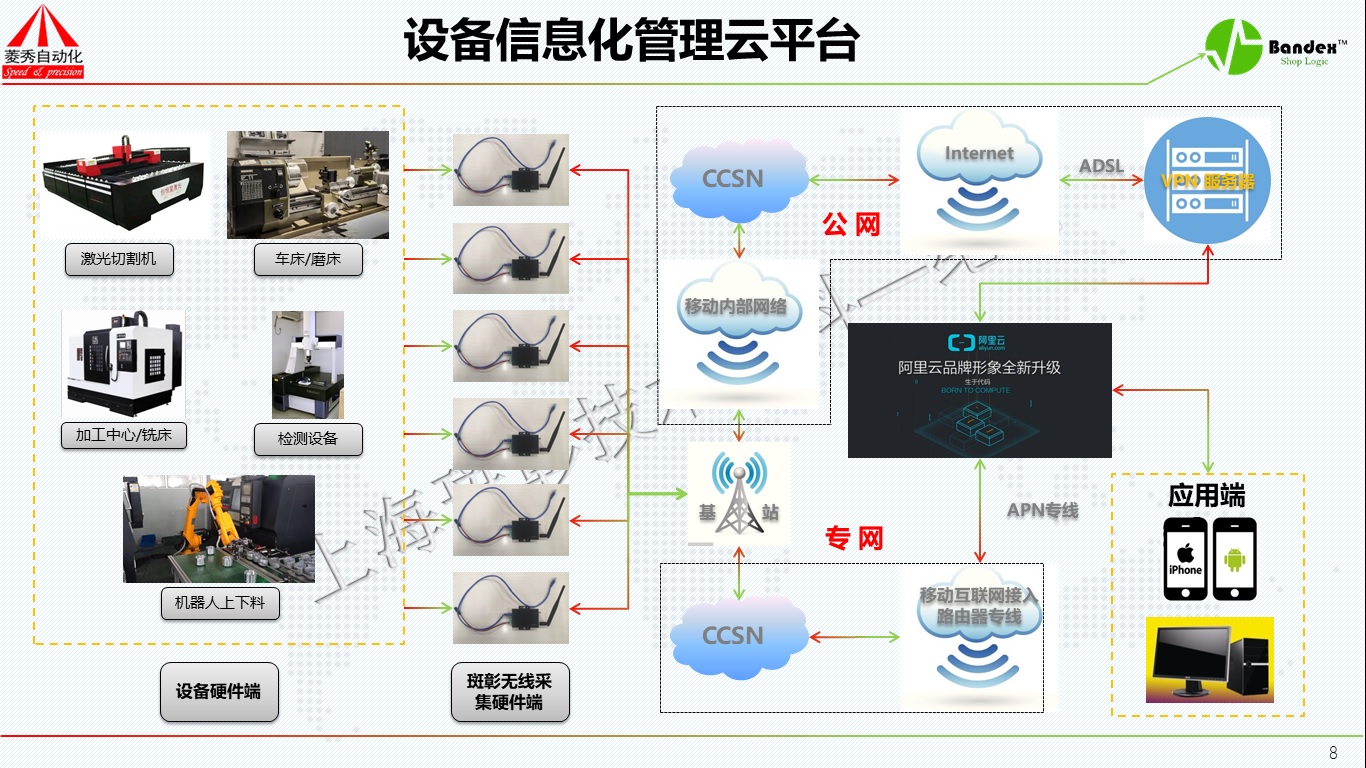 设备信息化管理云平台
菱秀自动化
Speed & precision
Bandex™
Shop Logic
激光切割机
车床/磨床
加工中心/铣床
检测设备
机器人上下料
设备硬件端
斑彰无线采
集硬件端
CCSN
Internet
ADSL
VPN 服务器
公 网
移动内部网络
阿里云
aliyun.com
阿里云品牌形象全新升级
生于代码
BORN TO COMPUTE
基 站
专 网
APN专线
CCSN
移动互联网接入
路由器专线
应用端
iPhone
上海
8